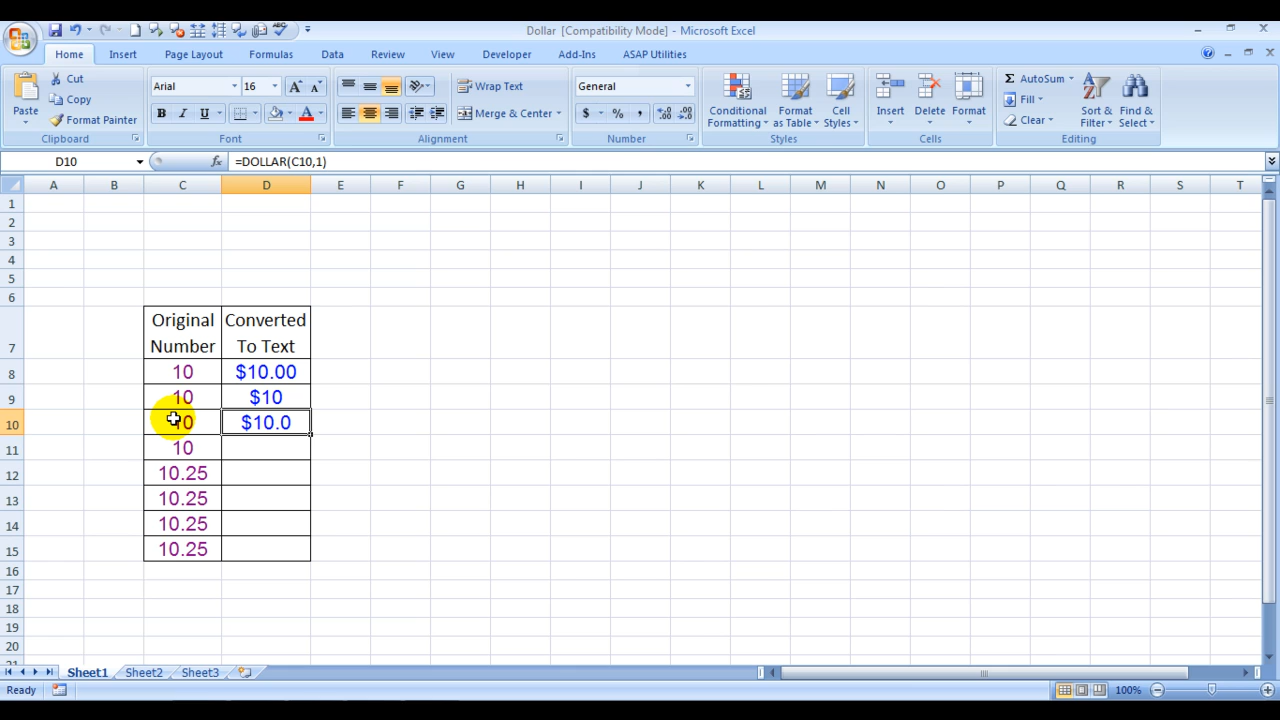 Dollar [Compatibility Mode] - Microsoft Excel
Home Insert Page Layout Formulas Data Review View Developer Add-Ins ASAP Utilities
Paste
Cut
Copy
Format Painter
Clipboard
Arial 16
B I U
Font
Wrap Text
Merge & Center
Alignment
General
$ % ,
Number
Conditional Formatting
Format as Table
Cell Styles
Styles
Insert Delete Format
Cells
AutoSum
Fill
Clear
Sort & Filter
Find & Select
Editing
D10 fx =DOLLAR(C10,1)
A B C D E F G H I J K L M N O P Q R S T
1
2
3
4
5
6
Original Converted
7 Number To Text
8 10 $10.00
9 10 $10
10 10 $10.0
11 10
12 10.25
13 10.25
14 10.25
15 10.25
16
17
18
19
20
21
Sheet1 Sheet2 Sheet3
Ready 100%